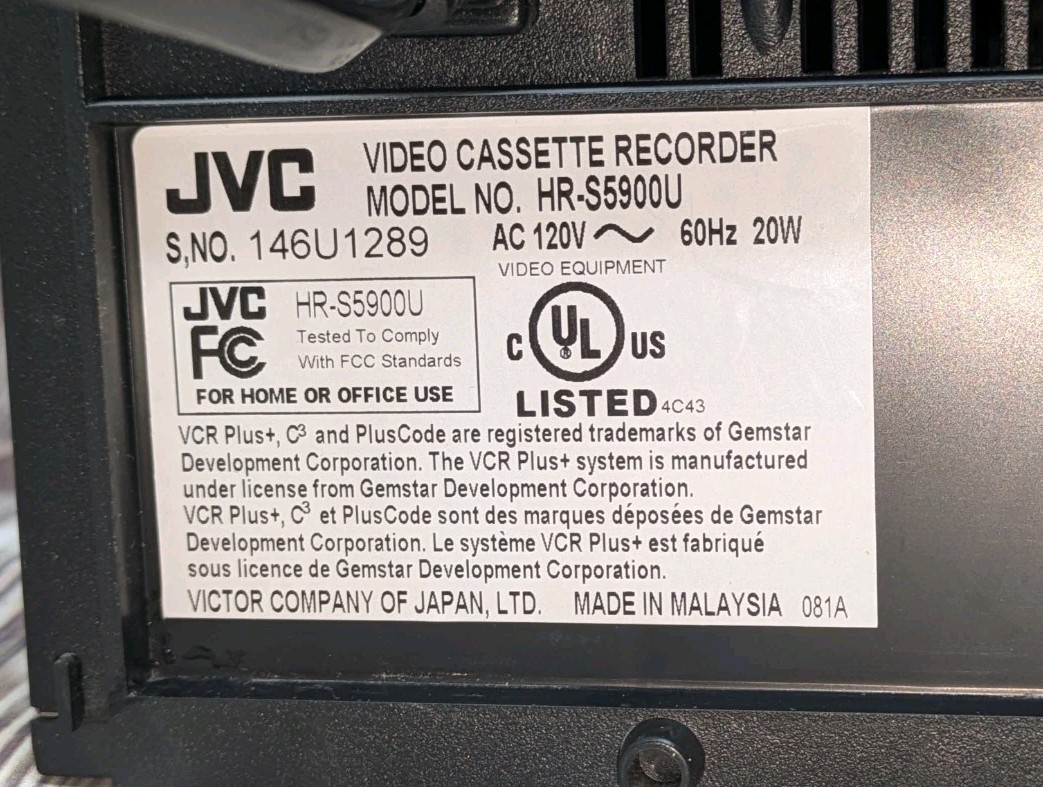 JVC VIDEO CASSETTE RECORDER
MODEL NO. HR-S5900U
S,NO. 146U1289 AC 120V ~ 60Hz 20W
VIDEO EQUIPMENT
JVC HR-S5900U
FC Tested To Comply
With FCC Standards
FOR HOME OR OFFICE USE
C UL ® US
LISTED 4C43
VCR Plus+, C³ and PlusCode are registered trademarks of Gemstar
Development Corporation. The VCR Plus+ system is manufactured
under license from Gemstar Development Corporation.
VCR Plus+, C³ et PlusCode sont des marques déposées de Gemstar
Development Corporation. Le système VCR Plus+ est fabriqué
sous licence de Gemstar Development Corporation.
VICTOR COMPANY OF JAPAN, LTD. MADE IN MALAYSIA 081A